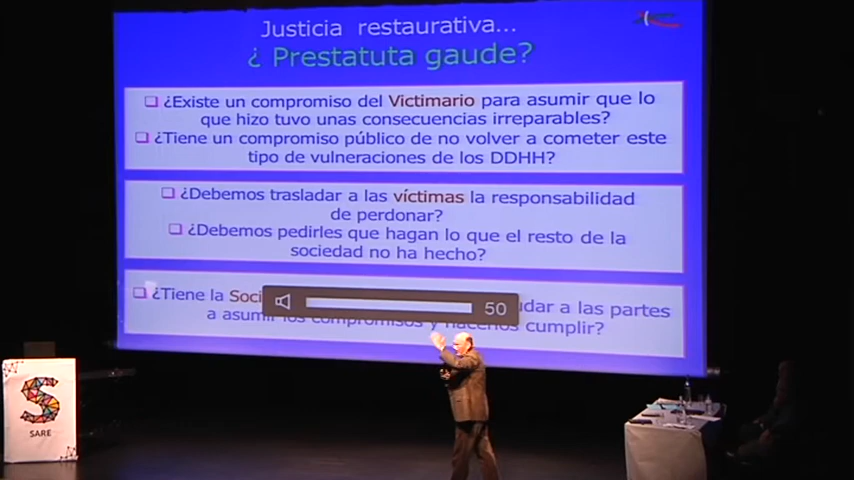 Justicia restaurativa...
¿ Prestatuta gaude?
¿Existe un compromiso del Victimario para asumir que lo
que hizo tuvo unas consecuencias irreparables?
¿Tiene un compromiso público de no volver a cometer este
tipo de vulneraciones de los DDHH?
¿Debemos trasladar a las víctimas la responsabilidad
de perdonar?
¿Debemos pedirles que hagan lo que el resto de la
sociedad no ha hecho?
¿Tiene la
50
a las partes
a asumir los compromisos y hacerlos cumplir?
SARE